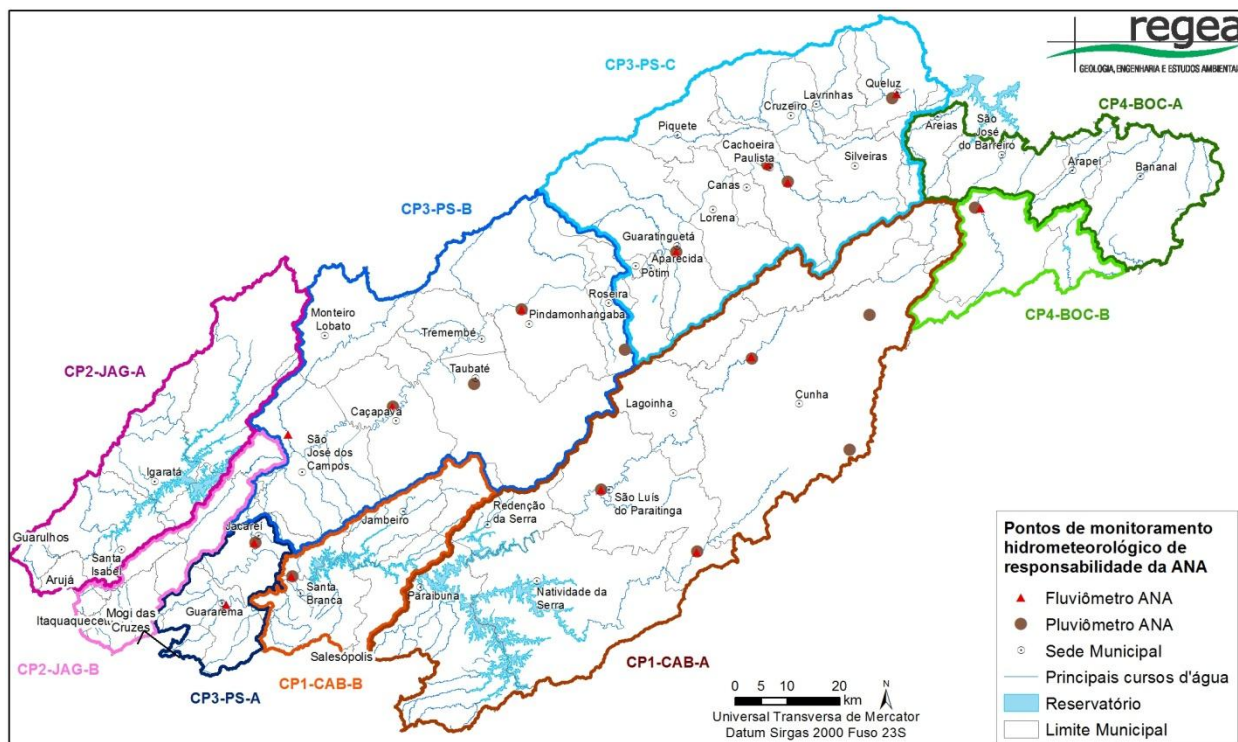 regea
GEOLOGIA, ENGENHARIA E ESTUDOS AMBIENTAIS
CP3-PS-C
Queluz
Lavrinhas
Cruzeiro
CP4-BOC-A
Areias
São
José
do Barreiro
Piquete
Cachoeira
Paulista
Silveiras
Arapeí
Bananal
Canas
Lorena
CP3-PS-B
Guaratinguetá
Aparecida
Potim
Roseira
Monteiro
Lobato
Pindamonhangaba
Tremembé
CP4-BOC-B
CP2-JAG-A
Taubaté
Caçapava
Lagoinha
Cunha
São
José dos
Campos
Igaratá
São Luís
do Paraitinga
Redenção
da Serra
Jambeiro
Jacareí
Guarulhos
Santa
Isabel
Arujá
Santa
Branca
Paraibuna
Natividade
da Serra
Guararema
Mogi das
Cruzes
Salesópolis
CP2-JAG-B
CP3-PS-A
CP1-CAB-B
CP1-CAB-A
0 5 10 20
km
N
Universal Transversa de Mercator
Datum Sirgas 2000 Fuso 23S
Pontos de monitoramento
hidrometeorológico de
responsabilidade da ANA
Fluviômetro ANA
Pluviômetro ANA
Sede Municipal
Principais cursos d'água
Reservatório
Limite Municipal